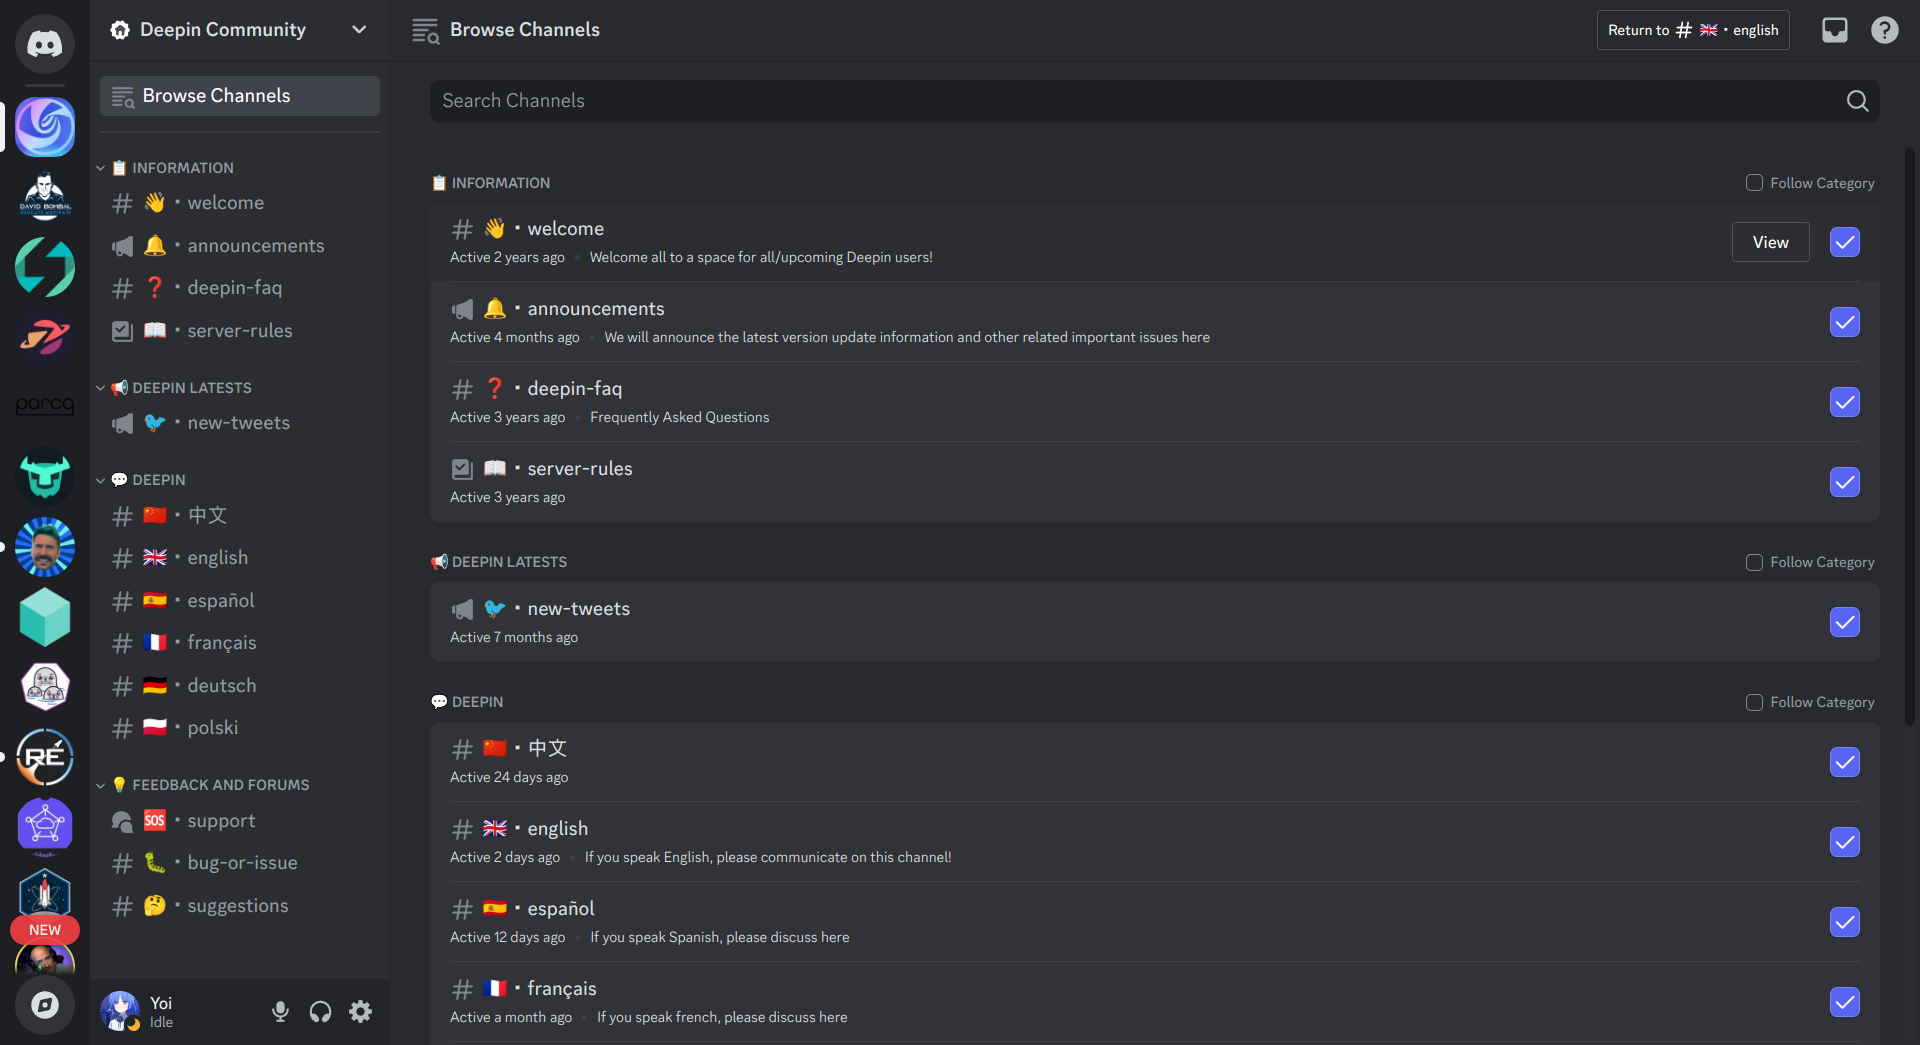 Deepin Community
Browse Channels
INFORMATION
welcome
announcements
deepin-faq
server-rules
DEEPIN LATESTS
new-tweets
DEEPIN
中文
english
español
français
deutsch
polski
FEEDBACK AND FORUMS
SOS
support
bug-or-issue
suggestions
DAVID BOMBAL
EDUCATE MOTIVATE
parcq
RE
NEW
Yoi
Idle
Browse Channels
Return to # english
Search Channels
INFORMATION
Follow Category
welcome
Active 2 years ago
Welcome all to a space for all/upcoming Deepin users!
View
announcements
Active 4 months ago
We will announce the latest version update information and other related important issues here
deepin-faq
Active 3 years ago
Frequently Asked Questions
server-rules
Active 3 years ago
DEEPIN LATESTS
Follow Category
new-tweets
Active 7 months ago
DEEPIN
Follow Category
中文
Active 24 days ago
english
Active 2 days ago
If you speak English, please communicate on this channel!
español
Active 12 days ago
If you speak Spanish, please discuss here
français
Active a month ago
If you speak french, please discuss here